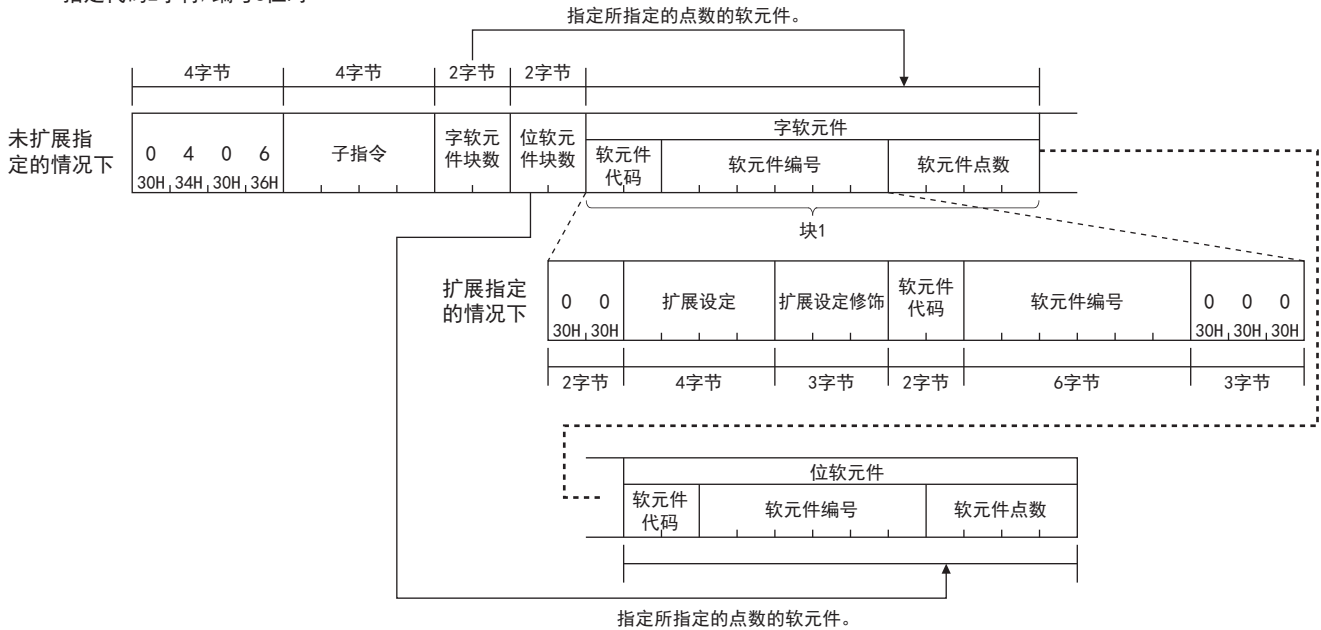 指定所指定的点数的软元件。
4字节 4字节 2字节 2字节
未扩展指
定的情况下
0 4 0 6
30H 34H 30H 36H
子指令
字软元
件块数
位软元
件块数
字软元件
软元件
代码
软元件编号
软元件点数
块1
扩展指定
的情况下
0 0
30H 30H
扩展设定
扩展设定修饰
软元件
代码
软元件编号
0 0 0
30H 30H 30H
2字节 4字节 3字节 2字节 6字节 3字节
位软元件
软元件
代码
软元件编号
软元件点数
指定所指定的点数的软元件。